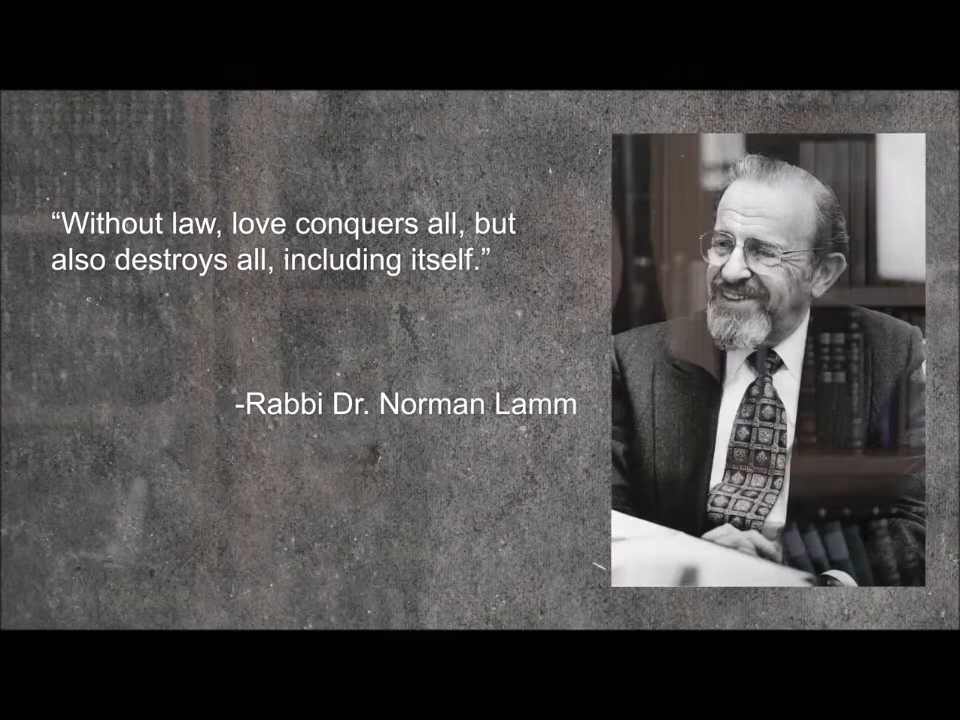 “Without law, love conquers all, but
also destroys all, including itself.”
-Rabbi Dr. Norman Lamm